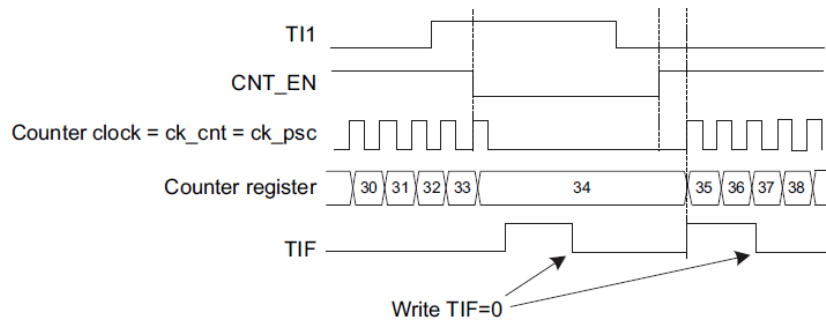 TI1
CNT_EN
Counter clock = ck_cnt = ck_psc
Counter register
30 31 32 33 34 35 36 37 38
TIF
Write TIF=0